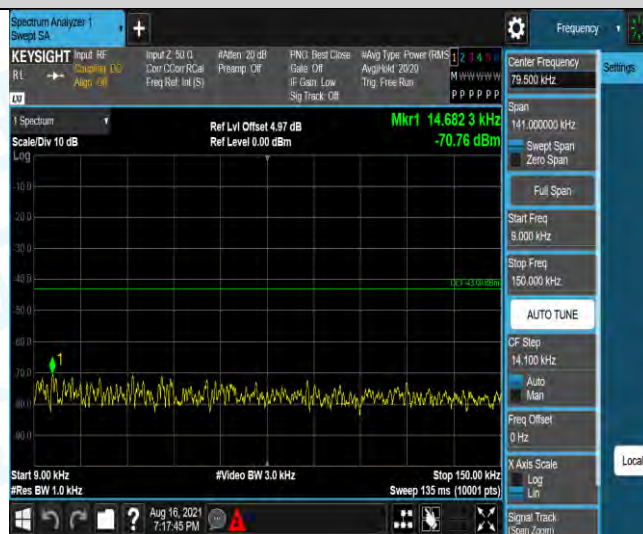 Spectrum Analyzer 1
Swept SA
Frequency
KEYSIGHT
Input: RF
Coupling: DC
Align: Off
Input Z: 50 Ω
Corr CCorr RCal
Freq Ref: Int (S)
#Atten: 20 dB
Preamp: Off
PNO: Best Close
Gate: Off
IF Gain: Low
Sig Track: Off
#Avg Type: Power (RMS
Avg|Hold: 20/20
Trig: Free Run
1 2 3 4 5 6
M W W W W W
P P P P P P
RL
LXI
1 Spectrum
Scale/Div 10 dB
Log
Ref Lvl Offset 4.97 dB
Ref Level 0.00 dBm
Mkr1 14.682 3 kHz
-70.76 dBm
-10.0
-20.0
-30.0
-40.0
-50.0
-60.0
-70.0
-80.0
-90.0
DL1 -43.00 dBm
1
Start 9.00 kHz
#Res BW 1.0 kHz
#Video BW 3.0 kHz
Stop 150.00 kHz
Sweep 135 ms (10001 pts)
Aug 16, 2021
7:17:45 PM
Center Frequency
79.500 kHz
Span
141.000000 kHz
Swept Span
Zero Span
Full Span
Start Freq
9.000 kHz
Stop Freq
150.000 kHz
AUTO TUNE
CF Step
14.100 kHz
Auto
Man
Freq Offset
0 Hz
X Axis Scale
Log
Lin
Signal Track
(Span Zoom)
Settings
Local